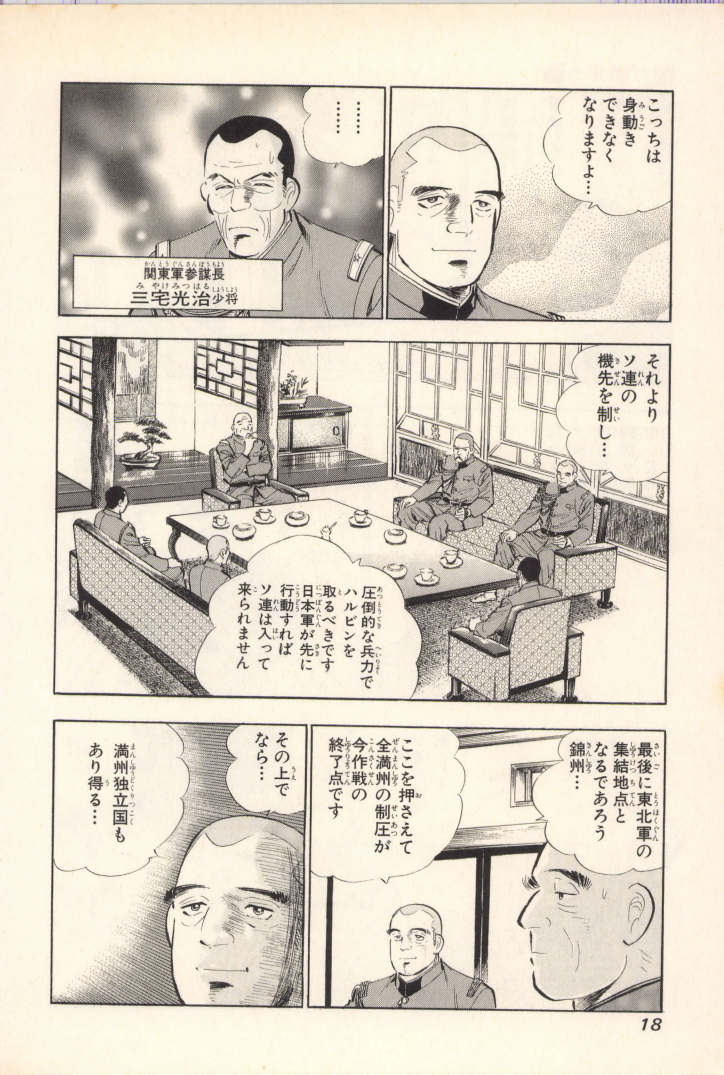 こっちは
身動き
できなく
なりますよ…
………
………
関東軍参謀長
三宅光治少将
それより
ソ連の
機先を制し…
圧倒的な兵力で
ハルビンを
取るべきです
日本軍が先に
行動すれば
ソ連は入って
来られません
最後に東北軍の
集結地点と
なるであろう
錦州…
ここを押さえて
全満州の制圧が
今作戦の
終了点です
その上で
なら…
満州独立国も
あり得る…
18